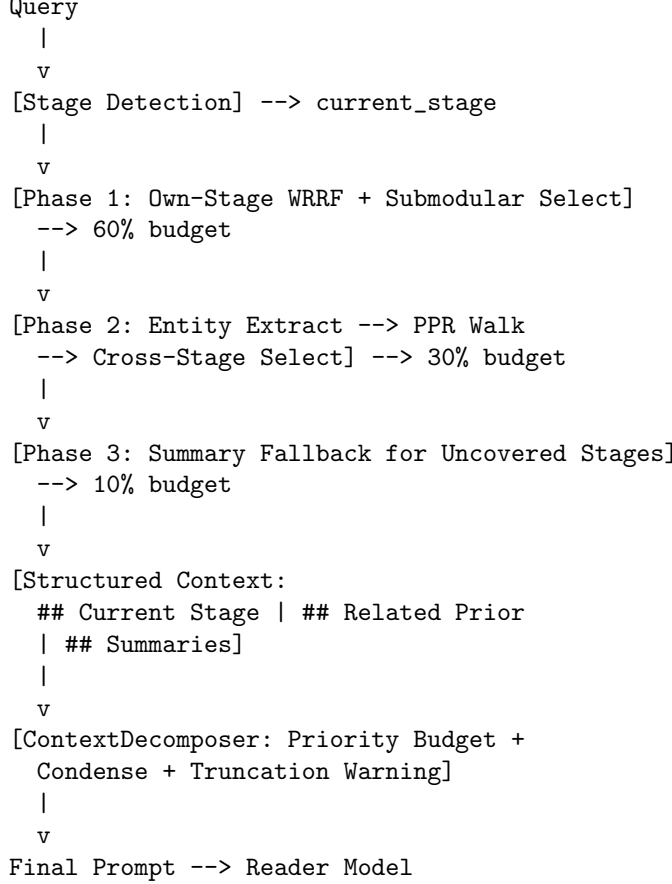 Query
  |
  v
[Stage Detection] --> current_stage
  |
  v
[Phase 1: Own-Stage WRRF + Submodular Select]
  --> 60% budget
  |
  v
[Phase 2: Entity Extract --> PPR Walk
  --> Cross-Stage Select] --> 30% budget
  |
  v
[Phase 3: Summary Fallback for Uncovered Stages]
  --> 10% budget
  |
  v
[Structured Context:
  ## Current Stage | ## Related Prior
  | ## Summaries]
  |
  v
[ContextDecomposer: Priority Budget +
  Condense + Truncation Warning]
  |
  v
Final Prompt --> Reader Model